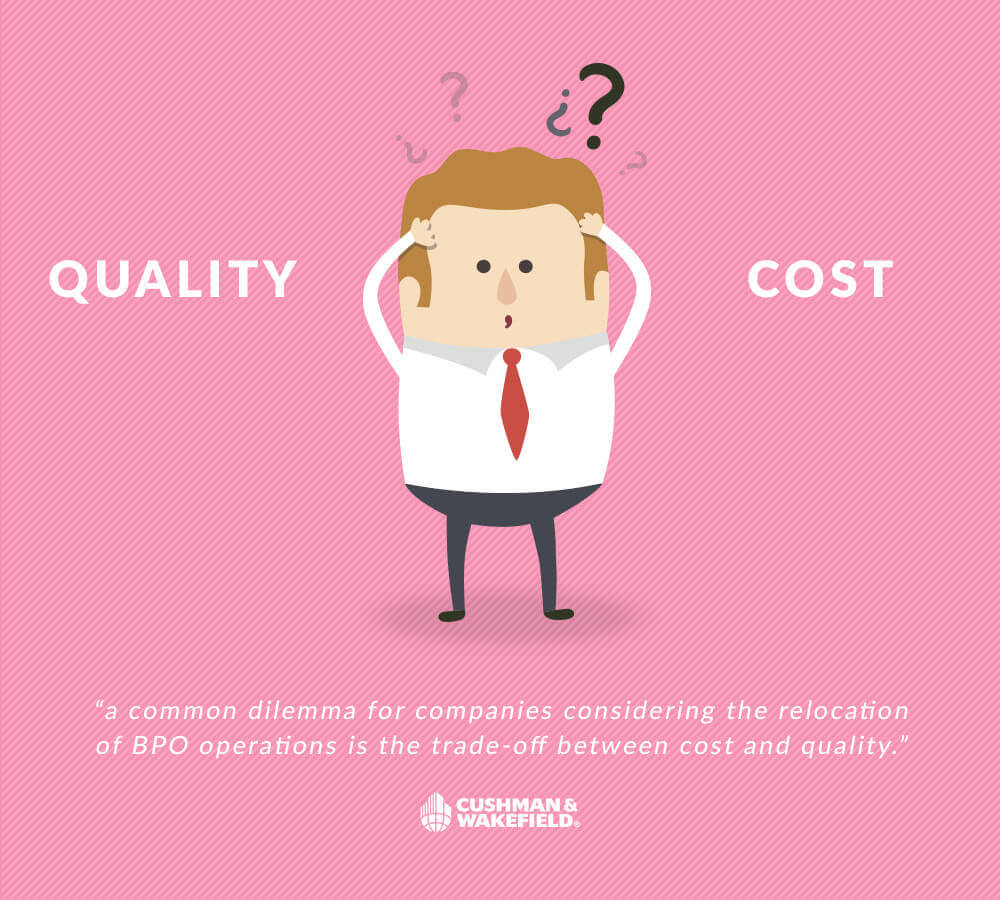 QUALITY
COST
“a common dilemma for companies considering the relocation
of BPO operations is the trade-off between cost and quality.”
CUSHMAN &
WAKEFIELD®